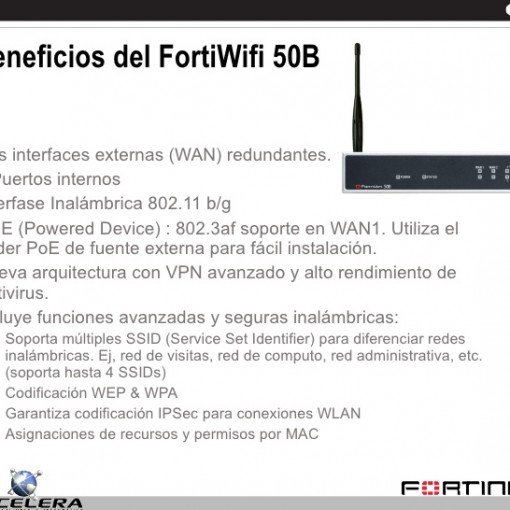 eneficios del FortiWifi 50B
s interfaces externas (WAN) redundantes.
Puertos internos
erfase Inalámbrica 802.11 b/g
E (Powered Device) : 802.3af soporte en WAN1. Utiliza el
der PoE de fuente externa para fácil instalación.
eva arquitectura con VPN avanzado y alto rendimiento de
tivirus.
luye funciones avanzadas y seguras inalámbricas:
Soporta múltiples SSID (Service Set Identifier) para diferenciar redes
inalámbricas. Ej, red de visitas, red de computo, red administrativa, etc.
(soporta hasta 4 SSIDs)
Codificación WEP & WPA
Garantiza codificación IPSec para conexiones WLAN
Asignaciones de recursos y permisos por MAC
CELERA
FORTIN